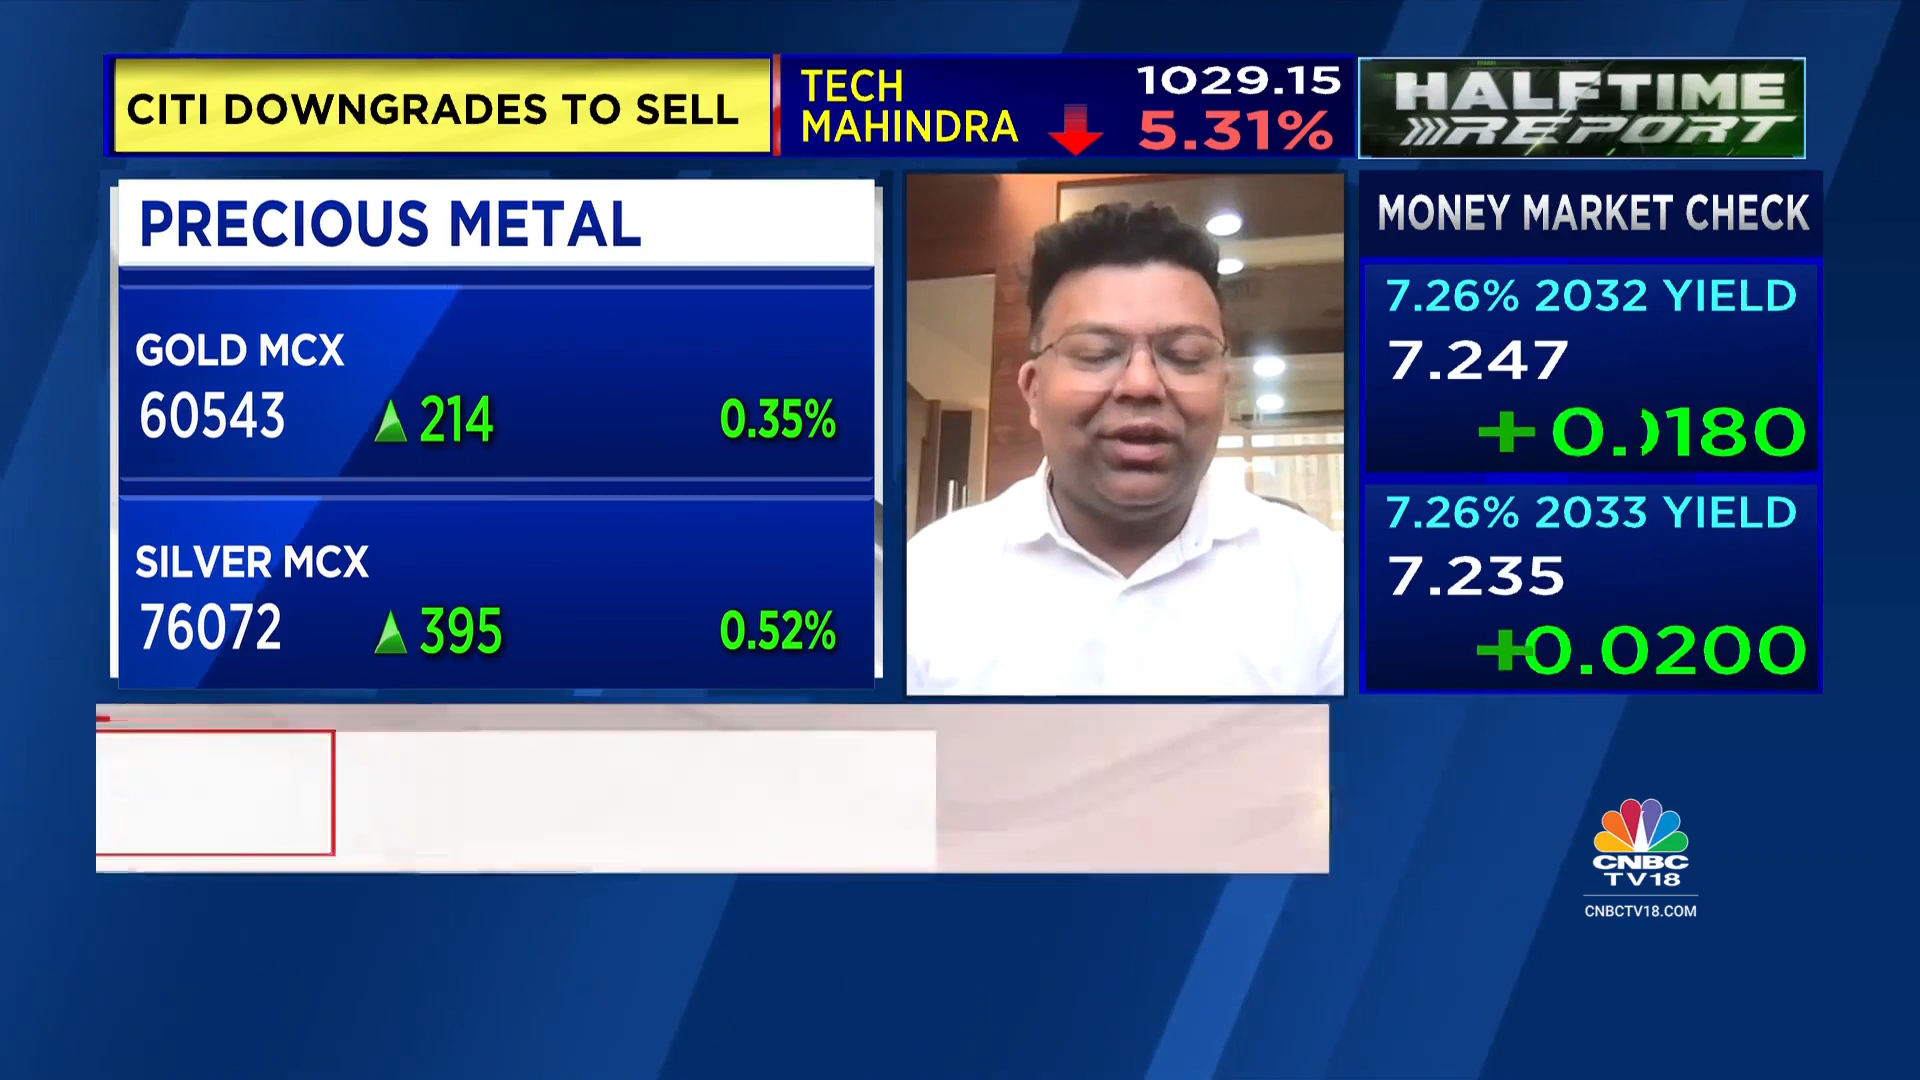 CITI DOWNGRADES TO SELL
TECH
MAHINDRA
1029.15
5.31%
HALFTIME
REPORT
PRECIOUS METAL
GOLD MCX
60543 214 0.35%
SILVER MCX
76072 395 0.52%
MONEY MARKET CHECK
7.26% 2032 YIELD
7.247
7.26% 2033 YIELD
7.235
+0.0200
CNBC
TV18
CNBCTV18.COM